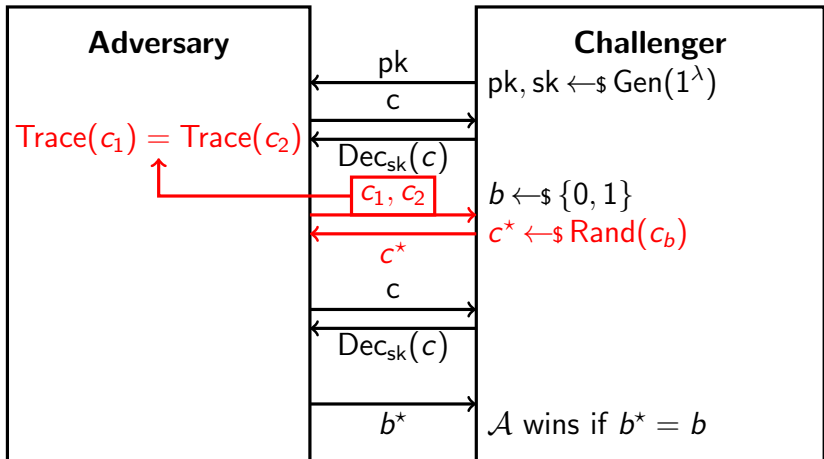 Adversary
Challenger
pk
pk, sk ←$ Gen(1^λ)
c
Trace(c₁) = Trace(c₂)
Dec_sk(c)
c₁, c₂
b ←$ {0, 1}
c⋆ ←$ Rand(c_b)
c⋆
c
Dec_sk(c)
b⋆
𝒜 wins if b⋆ = b